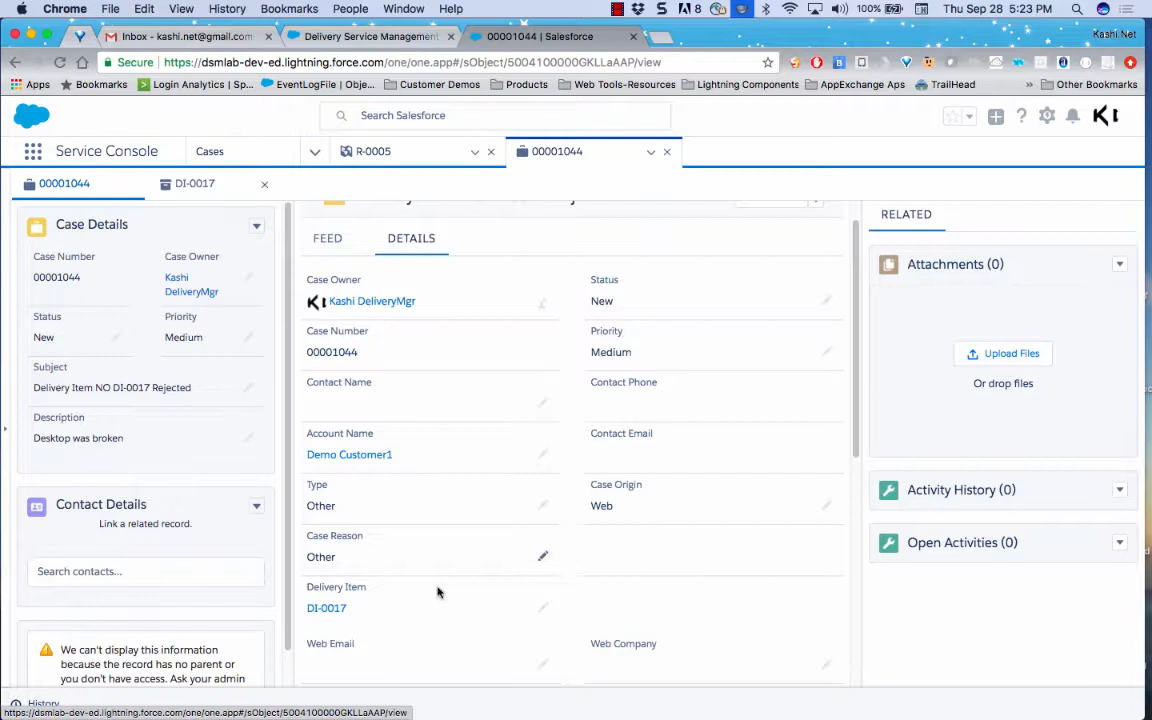 Chrome File Edit View History Bookmarks People Window Help 8 100% Thu Sep 28 5:23 PM
Inbox - kashi.net@gmail.com Delivery Service Management 00001044 | Salesforce Kashi.Net
Secure | https://dsmlab-dev-ed.lightning.force.com/one/one.app#/sObject/5004100000GKLLaAAP/view
Apps Bookmarks Login Analytics | Sp... EventLogFile | Obje... Customer Demos Products Web Tools-Resources Lightning Components AppExchange Aps TrailHead » Other Bookmarks
Search Salesforce
Service Console Cases R-0005 00001044
00001044 DI-0017
Case Details
Case Number Case Owner
00001044 Kashi
DeliveryMgr
Status Priority
New Medium
Subject
Delivery Item NO DI-0017 Rejected
Description
Desktop was broken
Contact Details
Link a related record.
Search contacts...
We can't display this information
because the record has no parent or
you don't have access. Ask your admin
History
FEED DETAILS
Case Owner Status
Kashi DeliveryMgr New
Case Number Priority
00001044 Medium
Contact Name Contact Phone
Account Name Contact Email
Demo Customer1
Type Case Origin
Other Web
Case Reason
Other
Delivery Item
DI-0017
Web Email Web Company
RELATED
Attachments (0)
Upload Files
Or drop files
Activity History (0)
Open Activities (0)
https://dsmlab-dev-ed.lightning.force.com/one/one.app#/sObject/5004100000GKLLaAAP/view